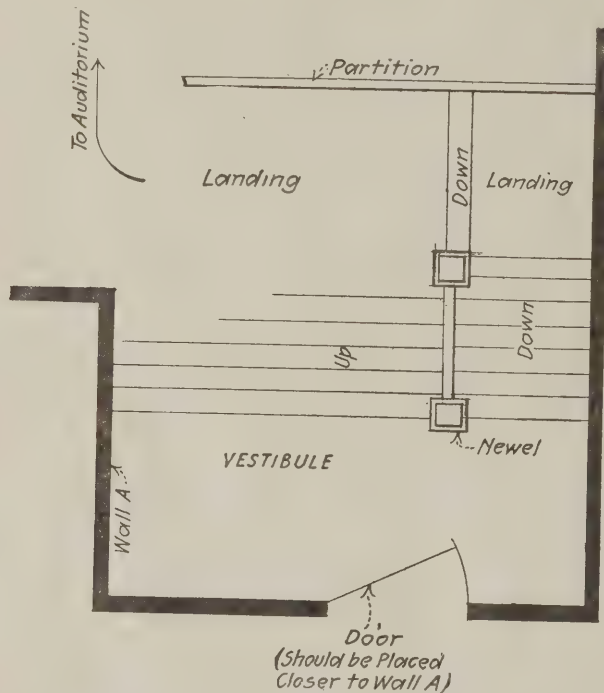 To Auditorium
Partition
Landing
Down
Landing
Up
Down
Newel
VESTIBULE
Wall A
Door
(Should be Placed
Closer to Wall A)